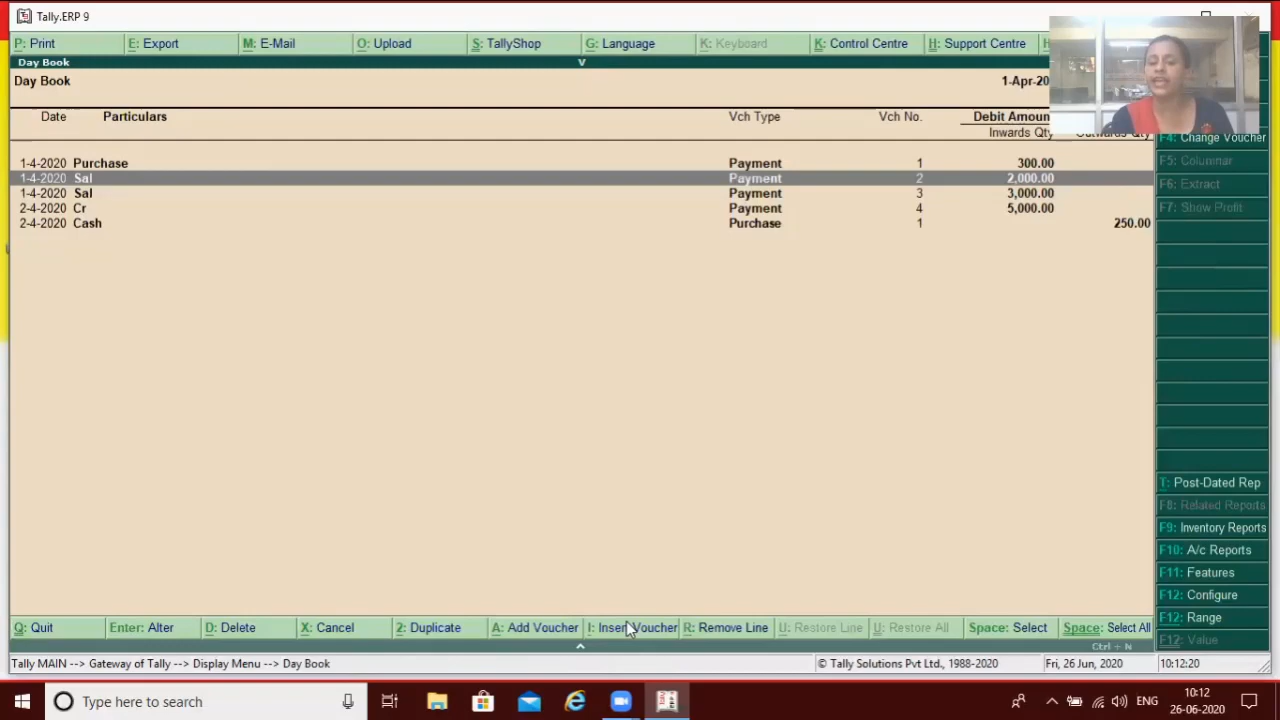 Tally.ERP 9
P: Print E: Export M: E-Mail O: Upload S: TallyShop G: Language K: Keyboard K: Control Centre H: Support Centre H
Day Book V
Day Book 1-Apr-20
Date Particulars Vch Type Vch No. Debit Amoun
Inwards Qty Outwards Qty
F4: Change Voucher
F5: Columnar
1-4-2020 Purchase Payment 1 300.00
1-4-2020 Sal Payment 2 2,000.00
F6: Extract
1-4-2020 Sal Payment 3 3,000.00
2-4-2020 Cr Payment 4 5,000.00
F7: Show Profit
2-4-2020 Cash Purchase 1 250.00
T: Post-Dated Rep
F8: Related Reports
F9: Inventory Reports
F10: A/c Reports
F11: Features
F12: Configure
F12: Range
F12: Value
Q: Quit Enter: Alter D: Delete X: Cancel 2: Duplicate A: Add Voucher I: Insert Voucher R: Remove Line U: Restore Line U: Restore All Space: Select Space: Select All
Ctrl + N
Tally MAIN --> Gateway of Tally --> Display Menu --> Day Book © Tally Solutions Pvt Ltd., 1988-2020 Fri, 26 Jun, 2020 10:12:20
Type here to search ENG 10:12
26-06-2020